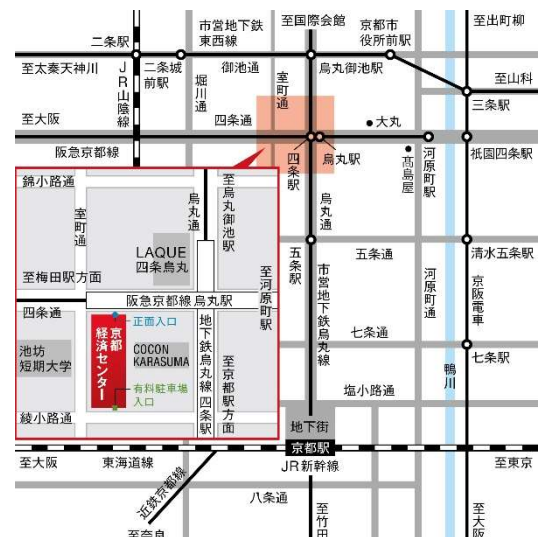 至国際会館
至出町柳
二条駅
市営地下鉄
東西線
京都市
役所前駅
至太秦天神川
JR山陰線
二条城
前駅
堀川通
御池通
室町通
烏丸御池駅
至山科
三条駅
至大阪
四条通
大丸
阪急京都線
四条駅
烏丸駅
髙島屋
河原町駅
祇園四条駅
錦小路通
室町通
烏丸通
至烏丸御池駅
LAQUE
四条烏丸
至梅田駅方面
至河原町駅
四条通
阪急京都線 烏丸駅
京都
経済センター
正面入口
池坊
短期大学
COCON
KARASUMA
有料駐車場
入口
地下鉄烏丸線 四条駅
至京都駅方面
綾小路通
烏丸通
五条駅
五条通
清水五条駅
市営地下鉄烏丸線
河原町通
京阪電車
七条通
七条駅
鴨川
塩小路通
地下街
京都駅
至大阪
東海道線
JR新幹線
至東京
近鉄京都線
八条通
至奈良
至竹田
至大阪